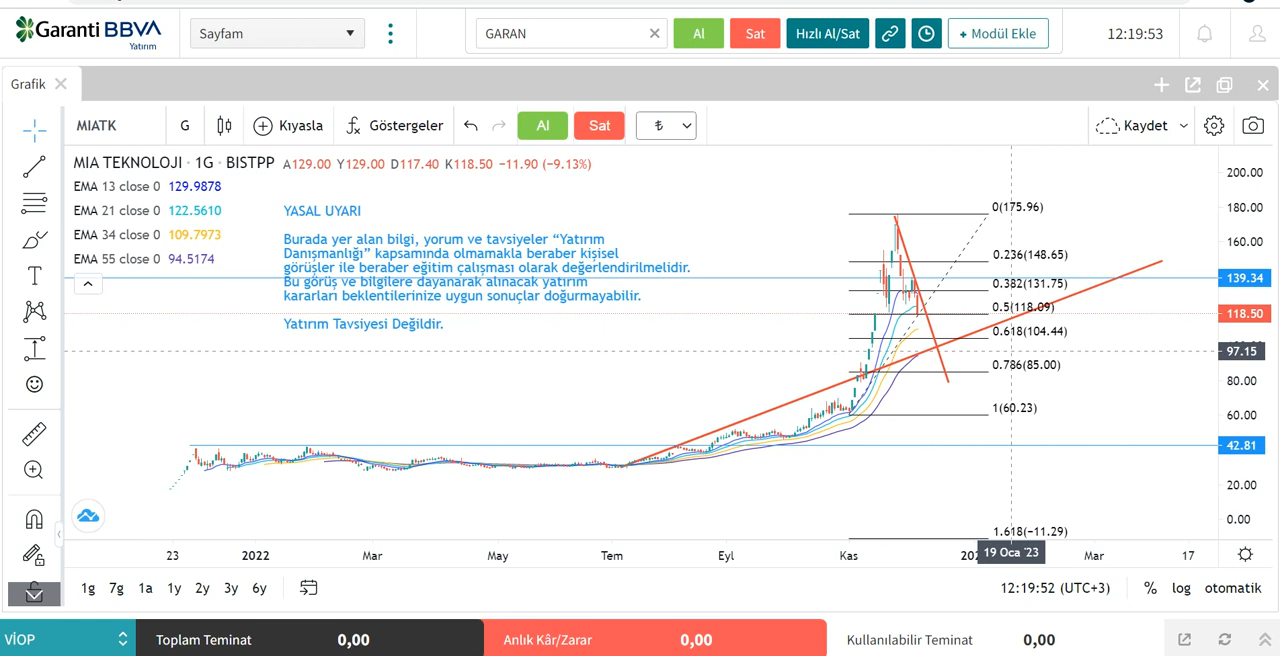 Garanti BBVA
Yatırım
Sayfam
GARAN
Al
Sat
Hızlı Al/Sat
+ Modül Ekle
12:19:53
Grafik
MIATK
G
Kıyasla
Göstergeler
Al
Sat
₺
Kaydet
MIA TEKNOLOJI · 1G · BISTPP A129.00 Y129.00 D117.40 K118.50 −11.90 (−9.13%)
EMA 13 close 0 129.9878
EMA 21 close 0 122.5610
EMA 34 close 0 109.7973
EMA 55 close 0 94.5174
YASAL UYARI
Burada yer alan bilgi, yorum ve tavsiyeler “Yatırım
Danışmanlığı” kapsamında olmamakla beraber kişisel
görüşler ile beraber eğitim çalışması olarak değerlendirilmelidir.
Bu görüş ve bilgilere dayanarak alınacak yatırım
kararları beklentilerinize uygun sonuçlar doğurmayabilir.
Yatırım Tavsiyesi Değildir.
0(175.96)
0.236(148.65)
0.382(131.75)
0.5(118.09)
0.618(104.44)
0.786(85.00)
1(60.23)
1.618(−11.29)
200.00
180.00
160.00
139.34
118.50
97.15
80.00
60.00
42.81
20.00
0.00
23
2022
Mar
May
Tem
Eyl
Kas
19 Oca '23
Mar
17
1g 7g 1a 1y 2y 3y 6y
12:19:52 (UTC+3)
%
log
otomatik
VİOP
Toplam Teminat
0,00
Anlık Kâr/Zarar
0,00
Kullanılabilir Teminat
0,00